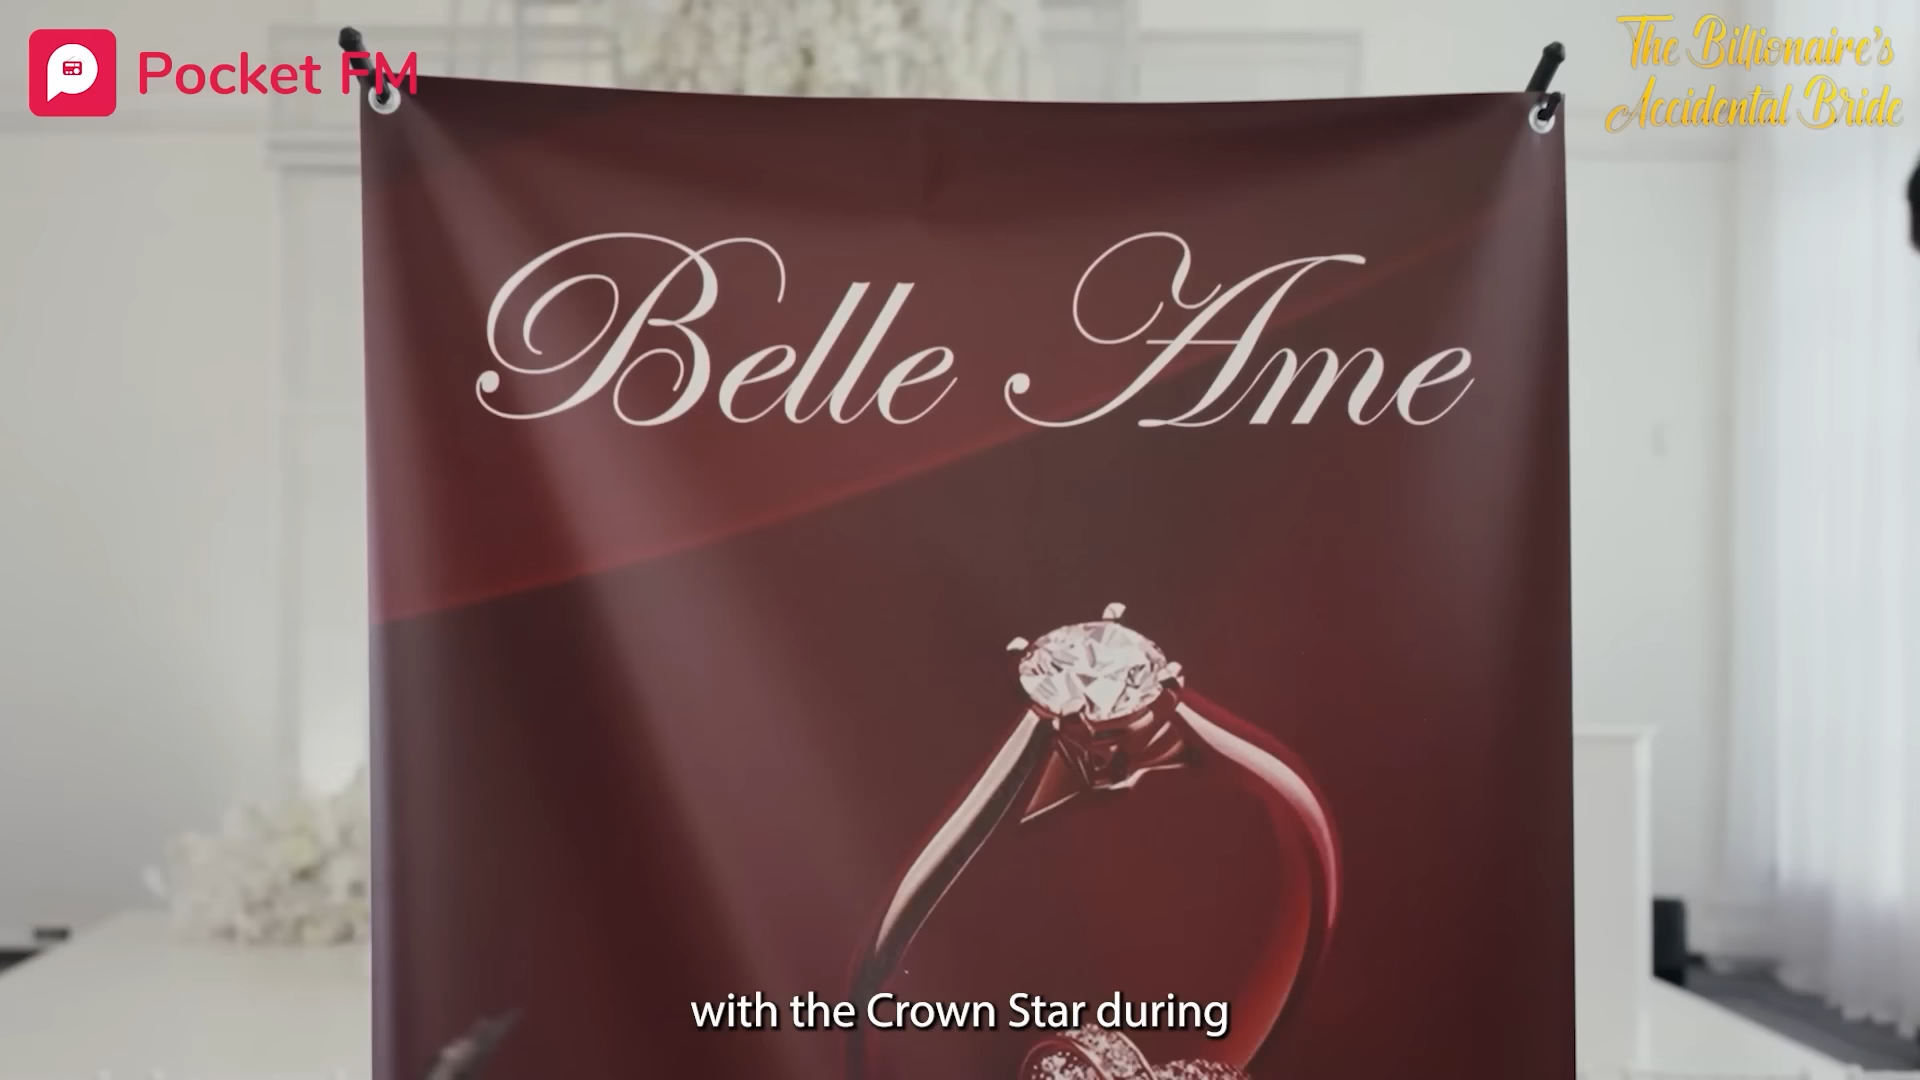 Pocket FM
The Billionaire's
Accidental Bride
Belle Ame
with the Crown Star during